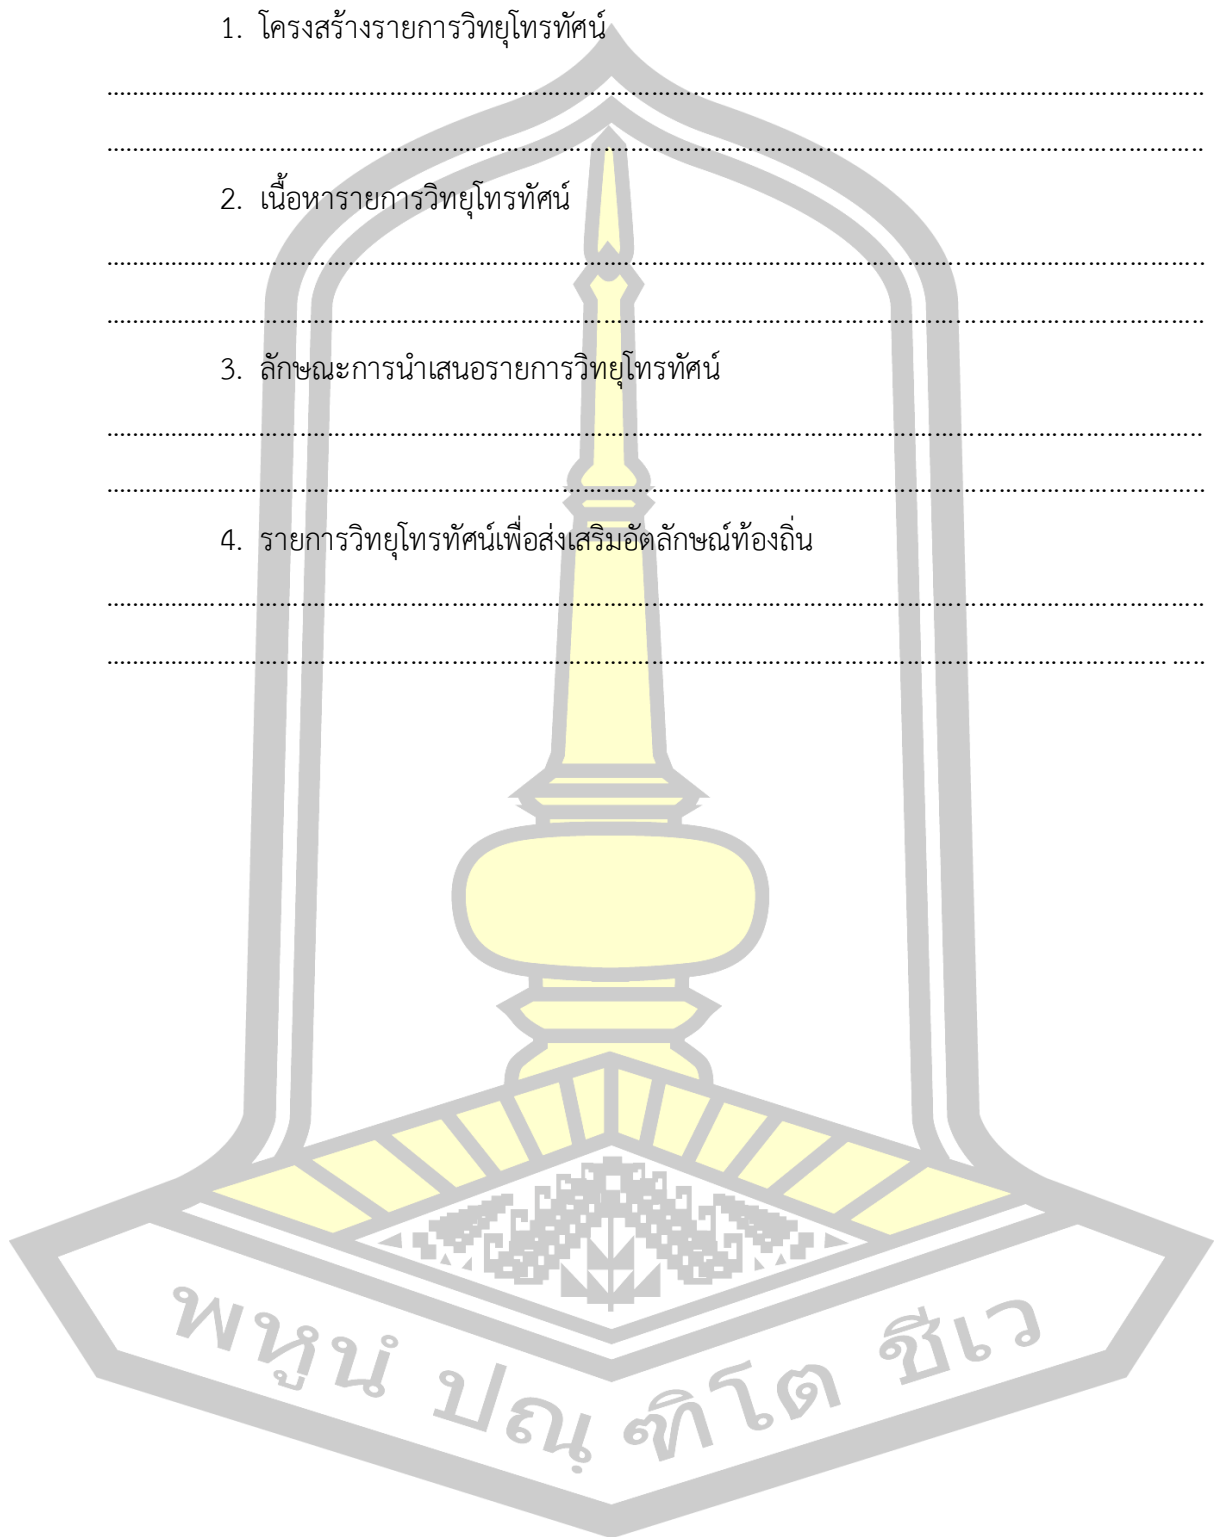 1. โครงสร้างรายการวิทยุโทรทัศน์
................................................................................................................................
................................................................................................................................
2. เนื้อหารายการวิทยุโทรทัศน์
................................................................................................................................
................................................................................................................................
3. ลักษณะการนำเสนอรายการวิทยุโทรทัศน์
................................................................................................................................
................................................................................................................................
4. รายการวิทยุโทรทัศน์เพื่อส่งเสริมอัตลักษณ์ท้องถิ่น
................................................................................................................................
................................................................................................................................
พหูนํ ปณฺฑิโต ชีเว